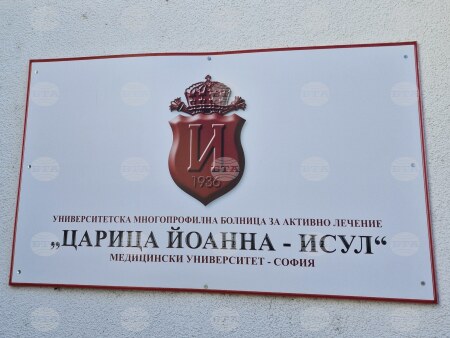 И
1936
УНИВЕРСИТЕТСКА МНОГОПРОФИЛНА БОЛНИЦА ЗА АКТИВНО ЛЕЧЕНИЕ
„ЦАРИЦА ЙОАННА - ИСУЛ“
МЕДИЦИНСКИ УНИВЕРСИТЕТ - СОФИЯ